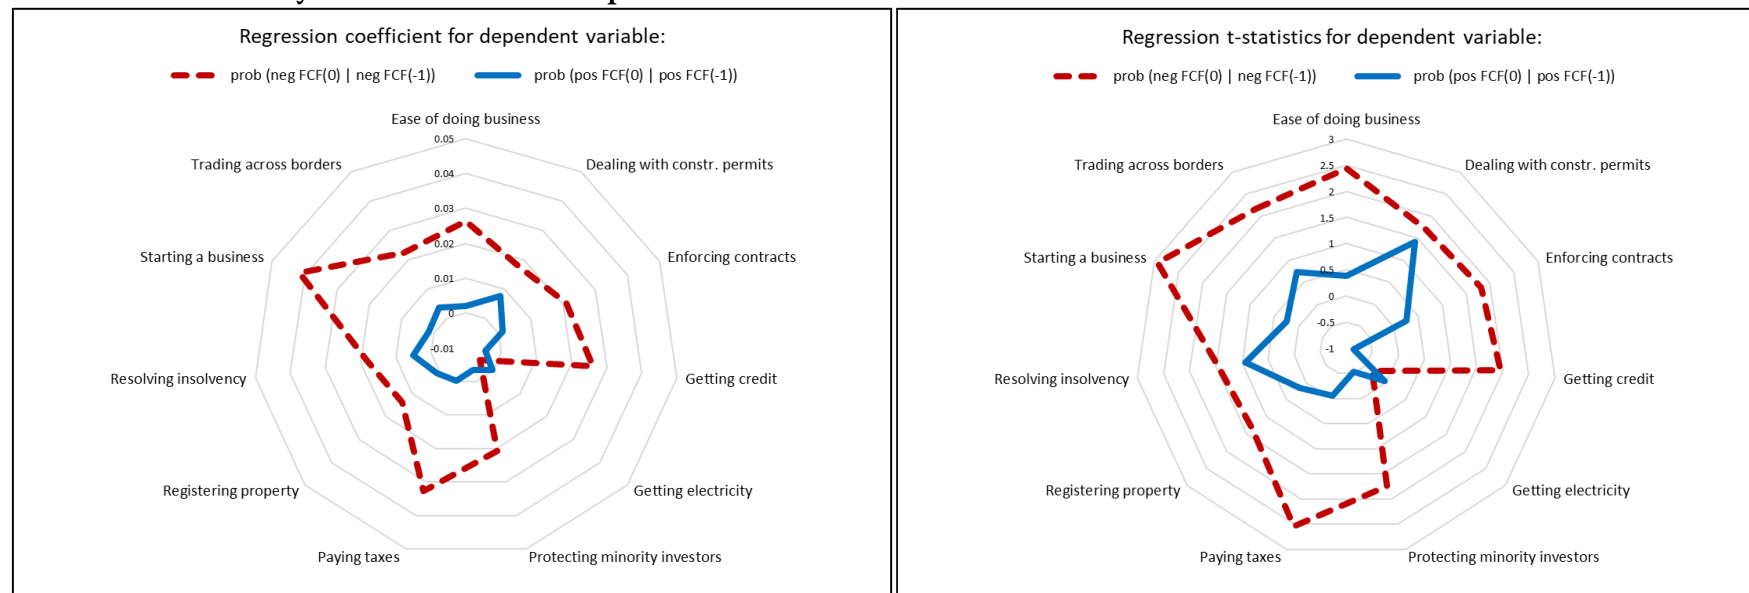 Regression coefficient for dependent variable:
prob (neg FCF(0) | neg FCF(-1))
prob (pos FCF(0) | pos FCF(-1))
Ease of doing business
0.05
Trading across borders
Dealing with constr. permits
0.04
0.03
0.02
Starting a business
Enforcing contracts
0.01
0
-0.01
Resolving insolvency
Getting credit
Registering property
Getting electricity
Paying taxes
Protecting minority investors
Regression t-statistics for dependent variable:
prob (neg FCF(0) | neg FCF(-1))
prob (pos FCF(0) | pos FCF(-1))
Ease of doing business
3
Trading across borders
Dealing with constr. permits
2.5
2
1.5
Starting a business
Enforcing contracts
1
0.5
0
-0.5
-1
Resolving insolvency
Getting credit
Registering property
Getting electricity
Paying taxes
Protecting minority investors